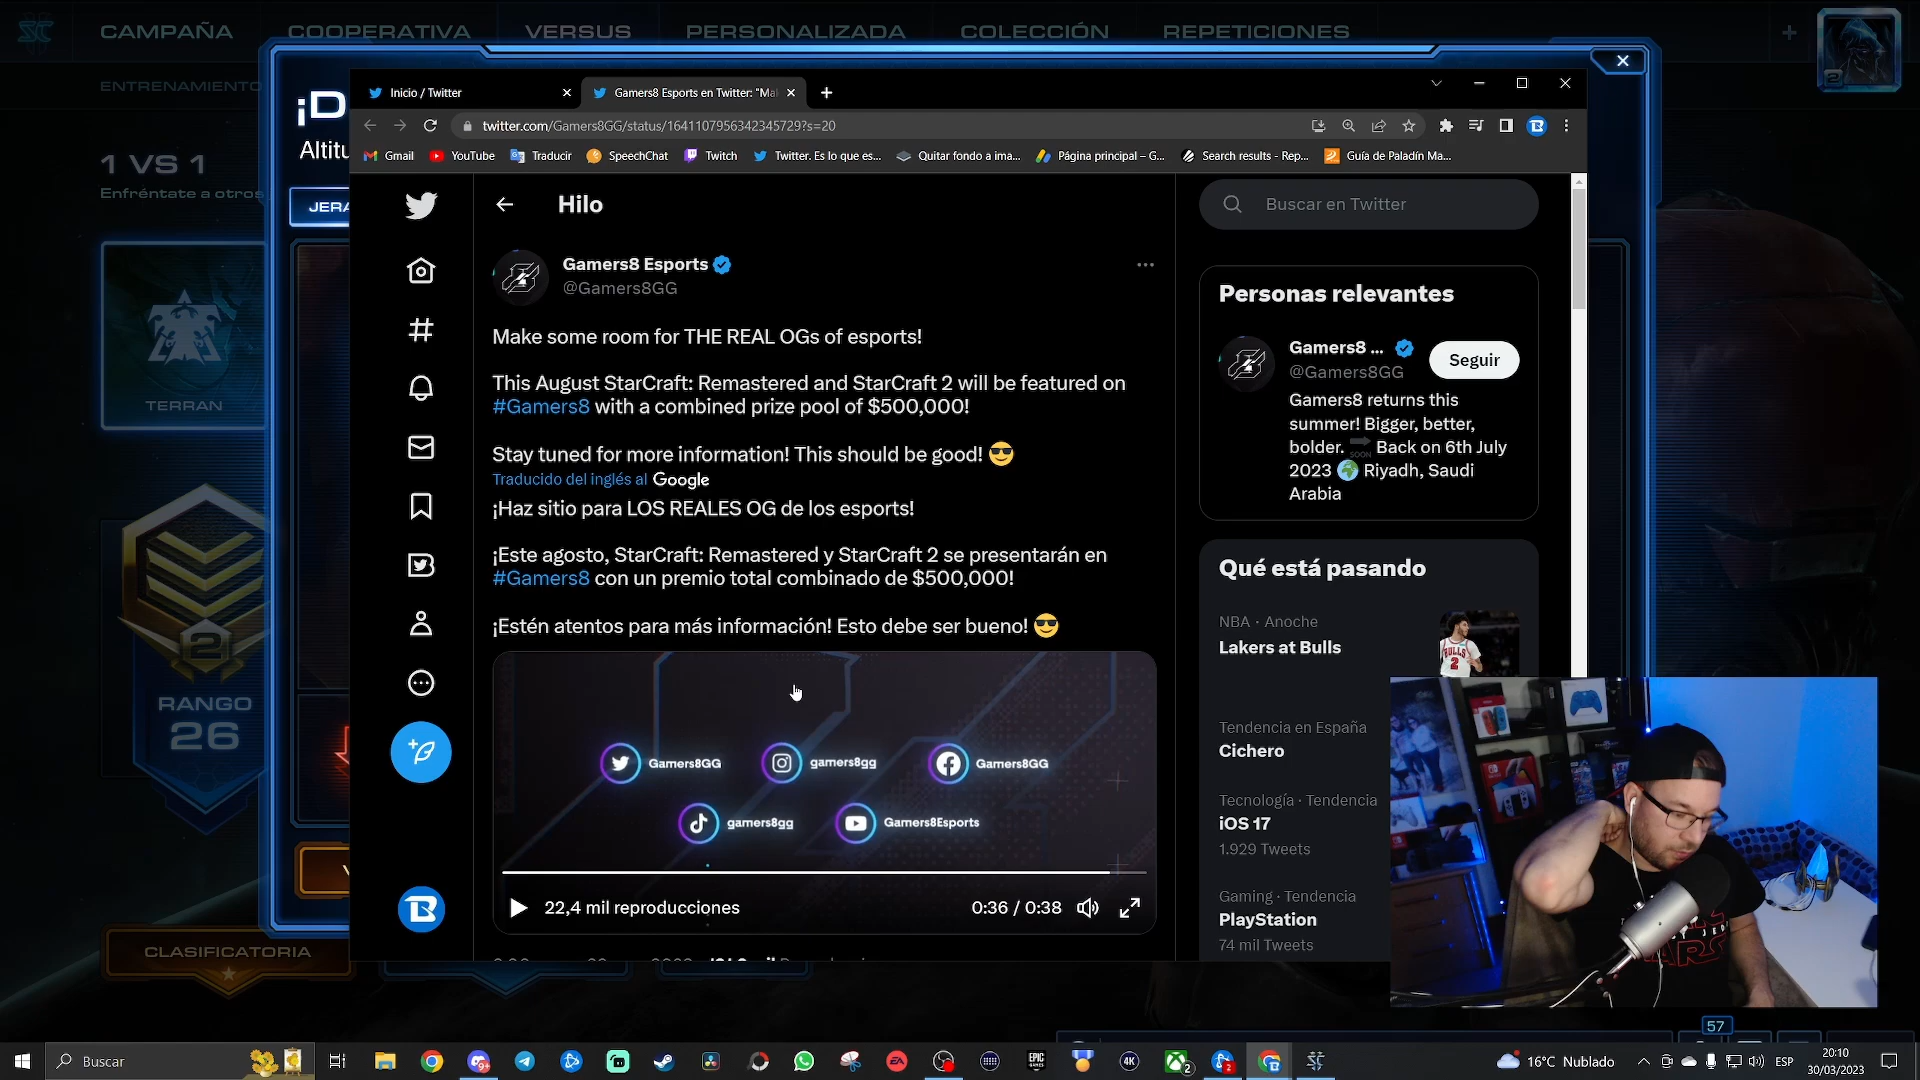 CAMPAÑA COOPERATIVA VERSUS PERSONALIZADA COLECCIÓN REPETICIONES
ENTRENAMIENTO
1 VS 1
Enfréntate a otros
TERRAN
2
RANGO
26
CLASIFICATORIA
¡D
Altitu
JERA
Inicio / Twitter
Gamers8 Esports en Twitter: "Ma
twitter.com/Gamers8GG/status/1641107956342345729?s=20
Gmail YouTube Traducir SpeechChat Twitch Twitter. Es lo que es... Quitar fondo a ima... Página principal – G... Search results - Rep... Guía de Paladín Ma...
Hilo
Gamers8 Esports
@Gamers8GG
Make some room for THE REAL OGs of esports!
This August StarCraft: Remastered and StarCraft 2 will be featured on
#Gamers8 with a combined prize pool of $500,000!
Stay tuned for more information! This should be good! 😎
Traducido del inglés al Google
¡Haz sitio para LOS REALES OG de los esports!
¡Este agosto, StarCraft: Remastered y StarCraft 2 se presentarán en
#Gamers8 con un premio total combinado de $500,000!
¡Estén atentos para más información! Esto debe ser bueno! 😎
Gamers8GG gamers8gg Gamers8GG
gamers8gg Gamers8Esports
22,4 mil reproducciones 0:36 / 0:38
Buscar en Twitter
Personas relevantes
Gamers8 ...
@Gamers8GG
Seguir
Gamers8 returns this
summer! Bigger, better,
bolder. SOON Back on 6th July
2023 🌍 Riyadh, Saudi
Arabia
Qué está pasando
NBA · Anoche
Lakers at Bulls
BULLS
2
Tendencia en España
Cichero
Tecnología · Tendencia
iOS 17
1.929 Tweets
Gaming · Tendencia
PlayStation
74 mil Tweets
57
Buscar
16°C Nublado
ESP
20:10
30/03/2023